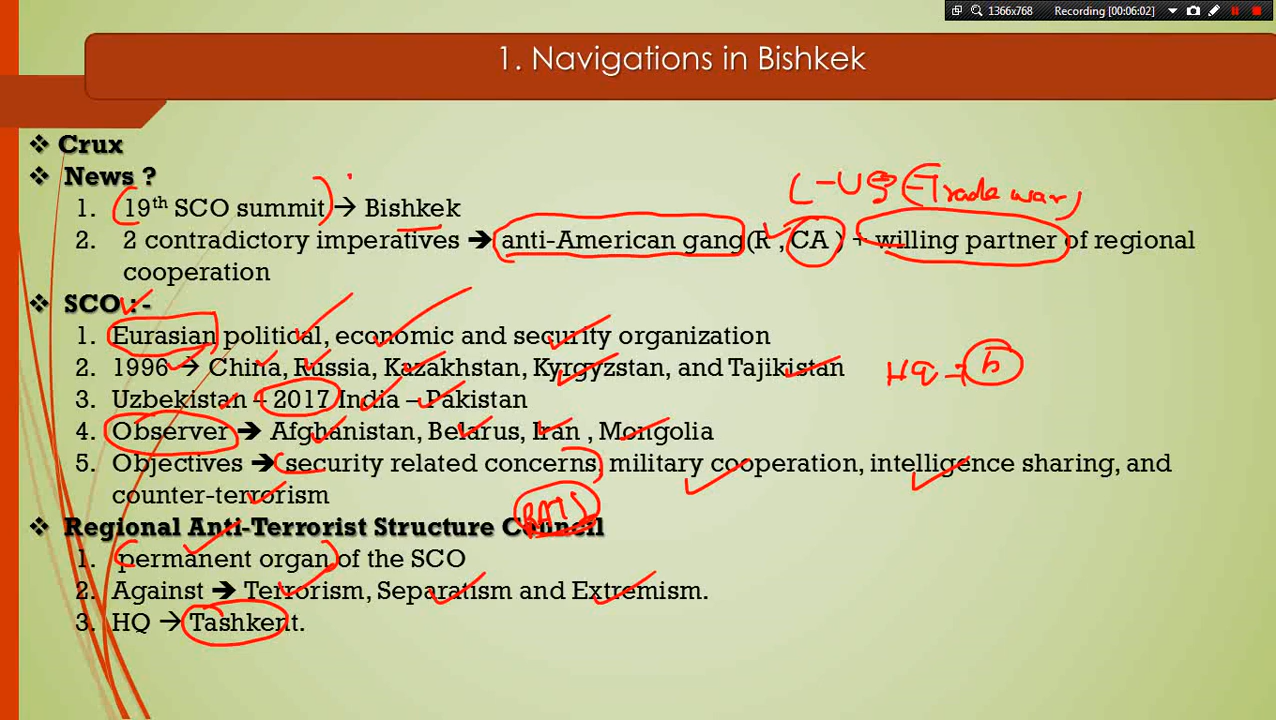 1366x768 Recording [00:06:02]
1. Navigations in Bishkek
❖ Crux
❖ News ?
L-US (-Trade war)
1. 19th SCO summit → Bishkek
2. 2 contradictory imperatives → anti-American gang(R , CA ) + willing partner of regional
cooperation
❖ SCO : -
1. Eurasian political, economic and security organization
2. 1996 → China, Russia, Kazakhstan, Kyrgyzstan, and Tajikistan
HQ → b
3. Uzbekistan – 2017 India – Pakistan
4. Observer → Afghanistan, Belarus, Iran , Mongolia
5. Objectives → security related concerns, military cooperation, intelligence sharing, and
counter-terrorism
RATS
❖ Regional Anti-Terrorist Structure Council
1. permanent organ of the SCO
2. Against → Terrorism, Separatism and Extremism.
3. HQ → Tashkent.